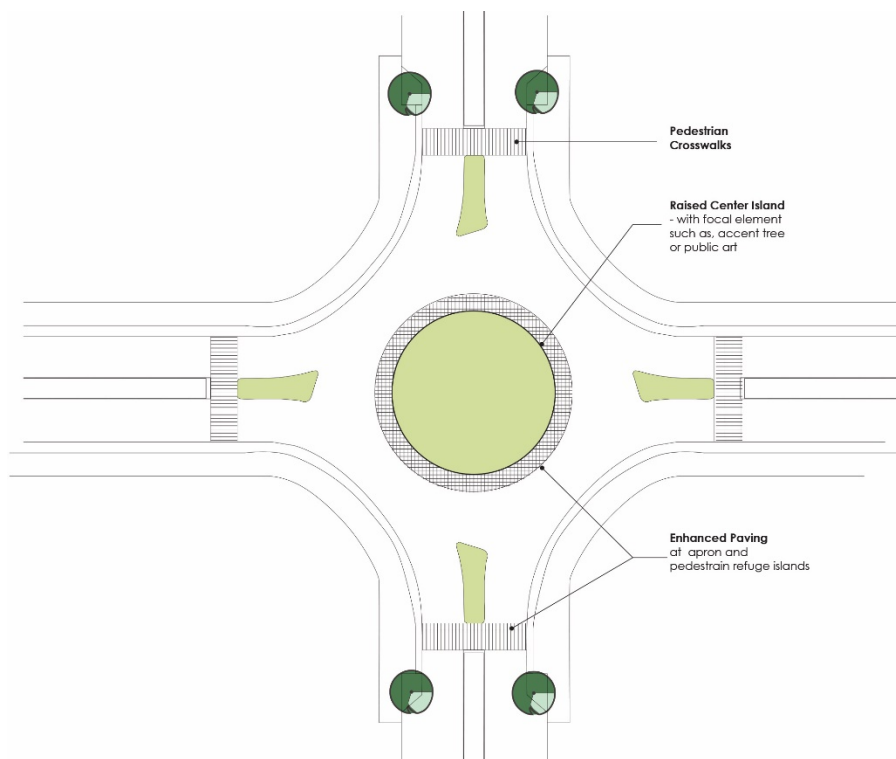 Pedestrian
Crosswalks
Raised Center Island
- with focal element
such as, accent tree
or public art
Enhanced Paving
at apron and
pedestrain refuge islands